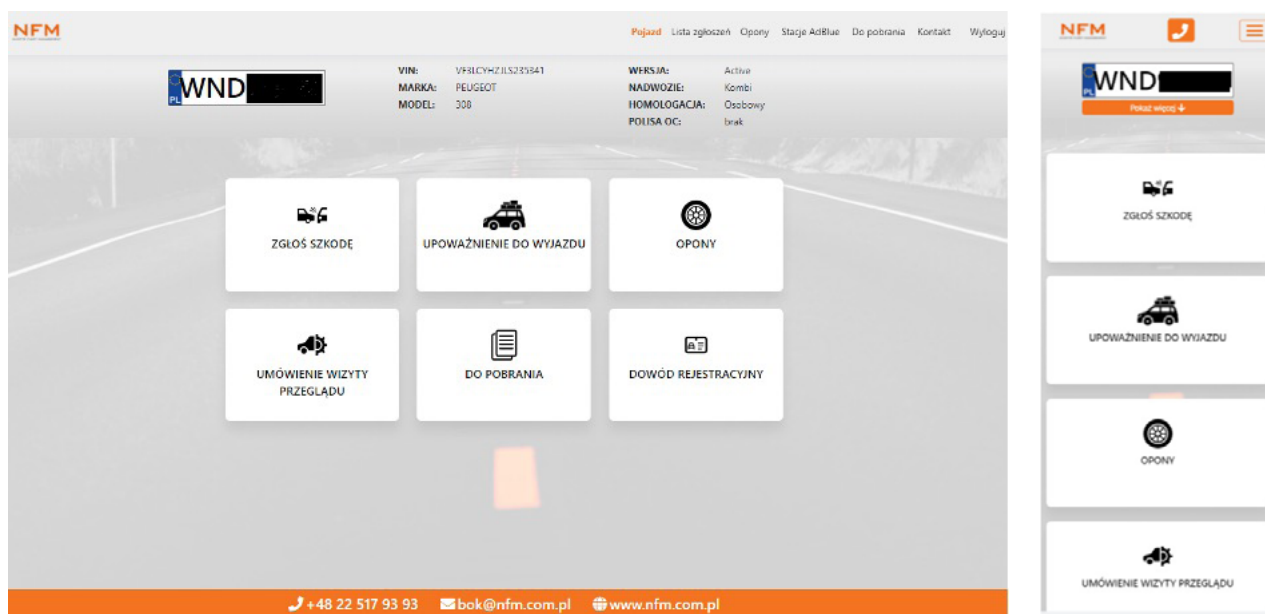 NFM
Pojazd Lista zgłoszeń Opony Stacje AdBlue Do pobrania Kontakt Wyloguj
PL WND
VIN: VF3LCYHZJLS235341
MARKA: PEUGEOT
MODEL: 308
WERSJA: Active
NADWOZIE: Kombi
HOMOLOGACJA: Osobowy
POLISA OC: brak
ZGŁOŚ SZKODĘ
UPOWAŻNIENIE DO WYJAZDU
OPONY
UMÓWIENIE WIZYTY
PRZEGLĄDU
DO POBRANIA
DOWÓD REJESTRACYJNY
+48 22 517 93 93 bok@nfm.com.pl www.nfm.com.pl
NFM
PL WND
Pokaż więcej
ZGŁOŚ SZKODĘ
UPOWAŻNIENIE DO WYJAZDU
OPONY
UMÓWIENIE WIZYTY PRZEGLĄDU